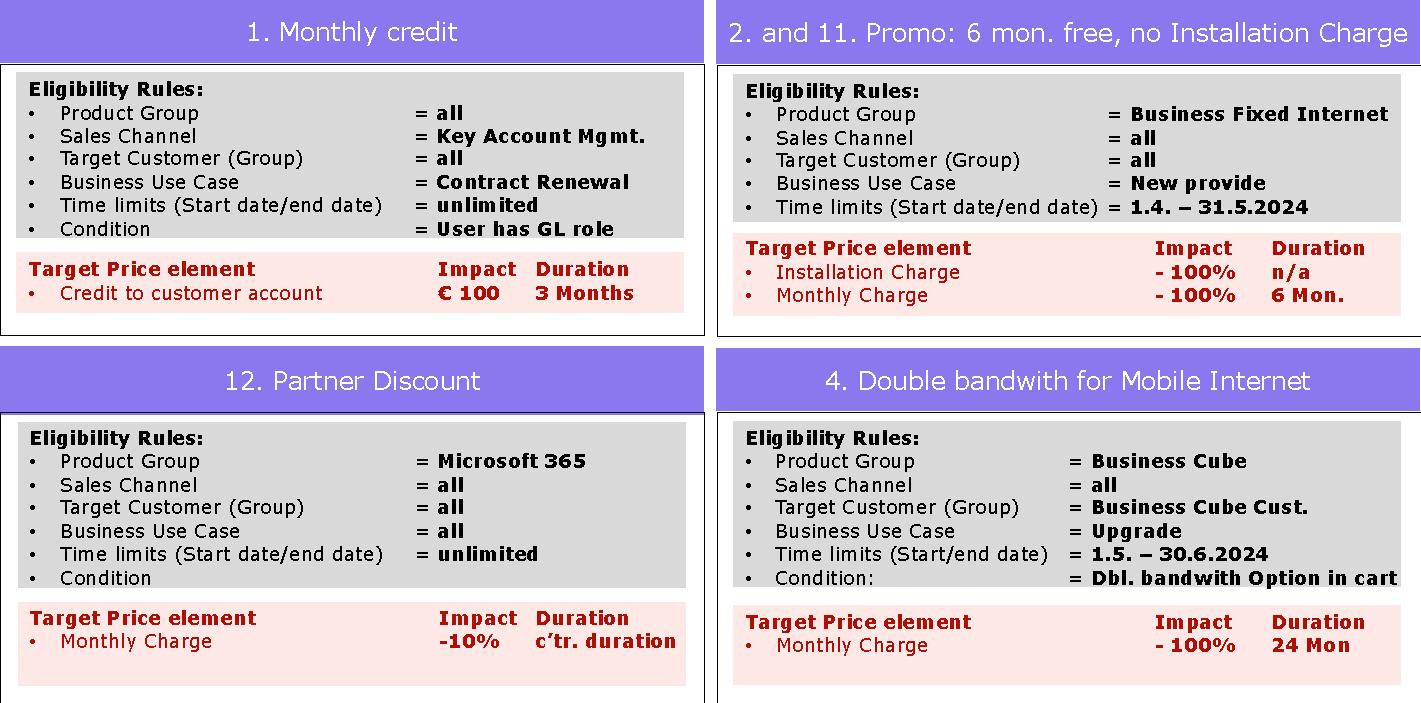 1. Monthly credit
Eligibility Rules:
• Product Group = all
• Sales Channel = Key Account Mgmt.
• Target Customer (Group) = all
• Business Use Case = Contract Renewal
• Time limits (Start date/end date) = unlimited
• Condition = User has GL role
Target Price element Impact Duration
• Credit to customer account € 100 3 Months
2. and 11. Promo: 6 mon. free, no Installation Charge
Eligibility Rules:
• Product Group = Business Fixed Internet
• Sales Channel = all
• Target Customer (Group) = all
• Business Use Case = New provide
• Time limits (Start date/end date) = 1.4. – 31.5.2024
Target Price element Impact Duration
• Installation Charge - 100% n/a
• Monthly Charge - 100% 6 Mon.
12. Partner Discount
Eligibility Rules:
• Product Group = Microsoft 365
• Sales Channel = all
• Target Customer (Group) = all
• Business Use Case = all
• Time limits (Start date/end date) = unlimited
• Condition
Target Price element Impact Duration
• Monthly Charge -10% c’tr. duration
4. Double bandwith for Mobile Internet
Eligibility Rules:
• Product Group = Business Cube
• Sales Channel = all
• Target Customer (Group) = Business Cube Cust.
• Business Use Case = Upgrade
• Time limits (Start/end date) = 1.5. – 30.6.2024
• Condition: = Dbl. bandwith Option in cart
Target Price element Impact Duration
• Monthly Charge - 100% 24 Mon